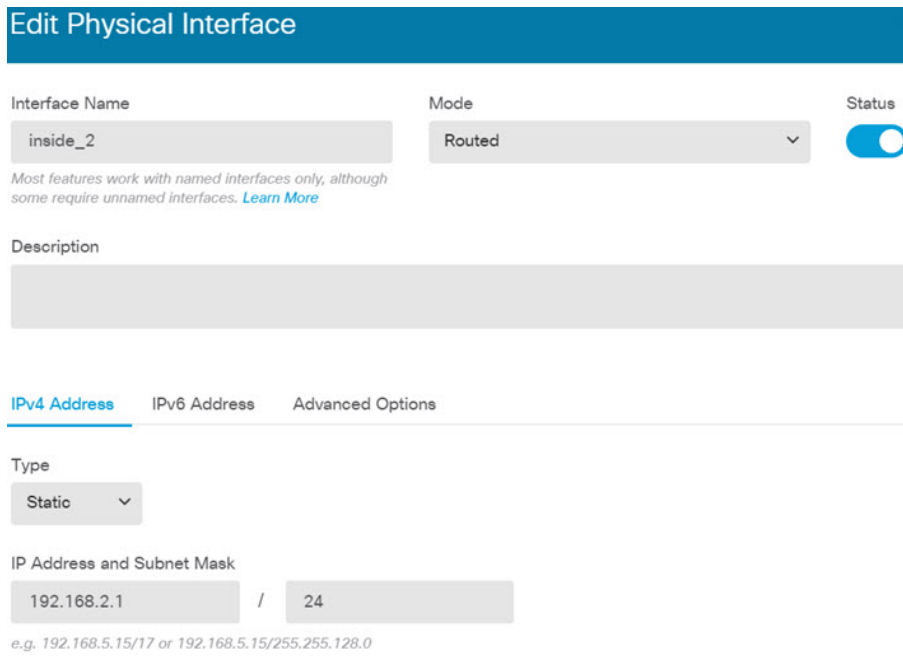 Edit Physical Interface
Interface Name
Mode
Status
inside_2
Routed
Most features work with named interfaces only, although
some require unnamed interfaces. Learn More
Description
IPv4 Address
IPv6 Address
Advanced Options
Type
Static
IP Address and Subnet Mask
192.168.2.1 / 24
e.g. 192.168.5.15/17 or 192.168.5.15/255.255.128.0